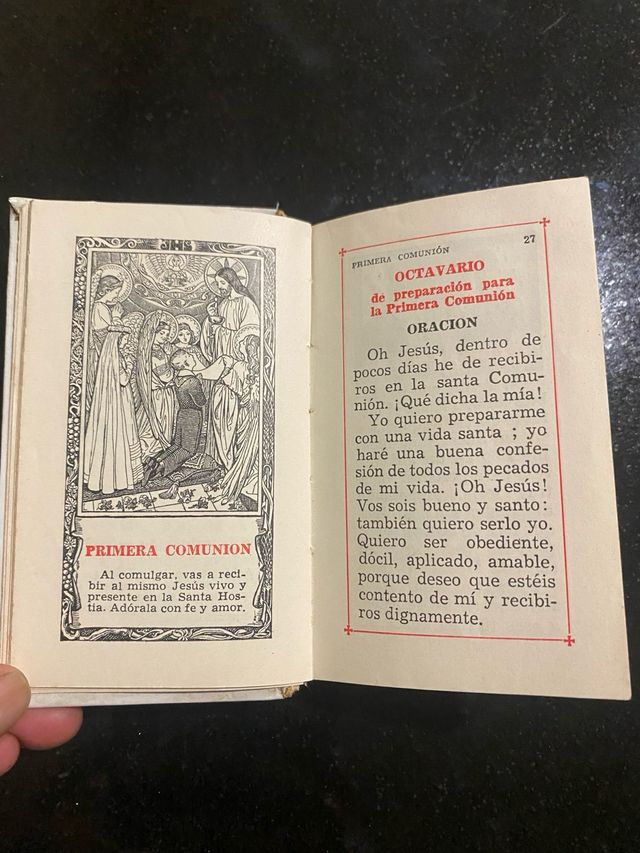 JHS
PRIMERA COMUNION
Al comulgar, vas a reci-
bir al mismo Jesús vivo y
presente en la Santa Hos-
tia. Adórala con fe y amor.
PRIMERA COMUNIÓN 27
OCTAVARIO
de preparación para
la Primera Comunión
ORACION
Oh Jesús, dentro de
pocos días he de recibi-
ros en la santa Comu-
nión. ¡Qué dicha la mía!
Yo quiero prepararme
con una vida santa ; yo
haré una buena confe-
sión de todos los pecados
de mi vida. ¡Oh Jesús!
Vos sois bueno y santo:
también quiero serlo yo.
Quiero ser obediente,
dócil, aplicado, amable,
porque deseo que estéis
contento de mí y recibi-
ros dignamente.